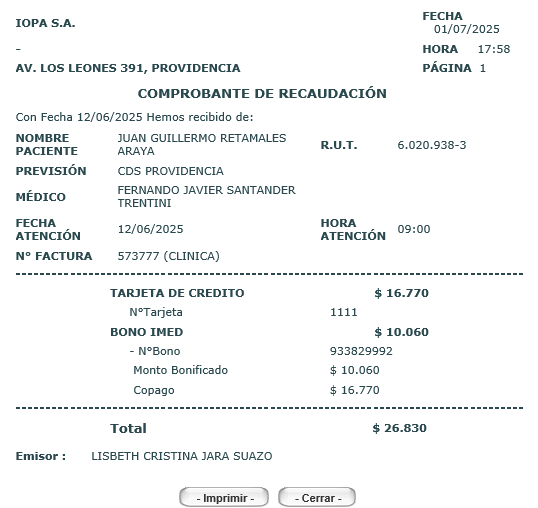 IOPA S.A.
FECHA
01/07/2025
-
HORA 17:58
AV. LOS LEONES 391, PROVIDENCIA
PÁGINA 1
COMPROBANTE DE RECAUDACIÓN
Con Fecha 12/06/2025 Hemos recibido de:
NOMBRE PACIENTE
JUAN GUILLERMO RETAMALES
ARAYA
R.U.T. 6.020.938-3
PREVISIÓN CDS PROVIDENCIA
MÉDICO
FERNANDO JAVIER SANTANDER
TRENTINI
FECHA
ATENCIÓN
12/06/2025
HORA
ATENCIÓN
09:00
N° FACTURA 573777 (CLINICA)
TARJETA DE CREDITO $ 16.770
N°Tarjeta 1111
BONO IMED $ 10.060
- N°Bono 933829992
Monto Bonificado $ 10.060
Copago $ 16.770
Total $ 26.830
Emisor : LISBETH CRISTINA JARA SUAZO
- Imprimir - - Cerrar -